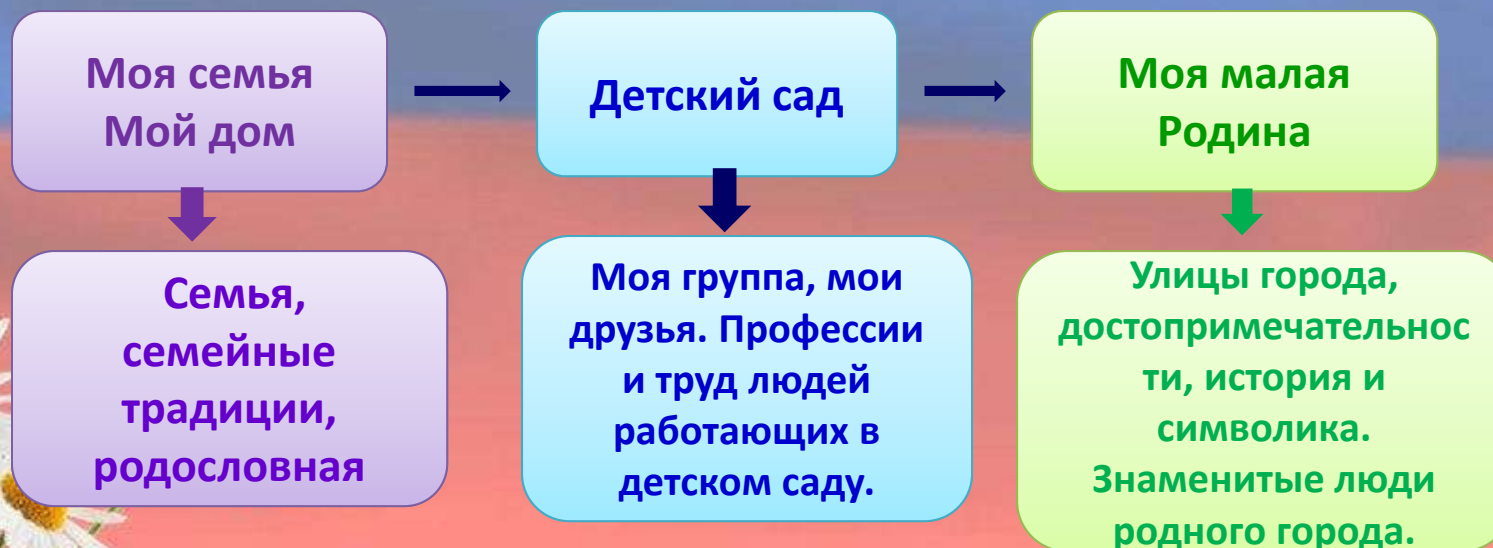 Моя семья
Мой дом
Детский сад
Моя малая
Родина
Семья,
семейные
традиции,
родословная
Моя группа, мои
друзья. Профессии
и труд людей
работающих в
детском саду.
Улицы города,
достопримечательнос
ти, история и
символика.
Знаменитые люди
родного города.